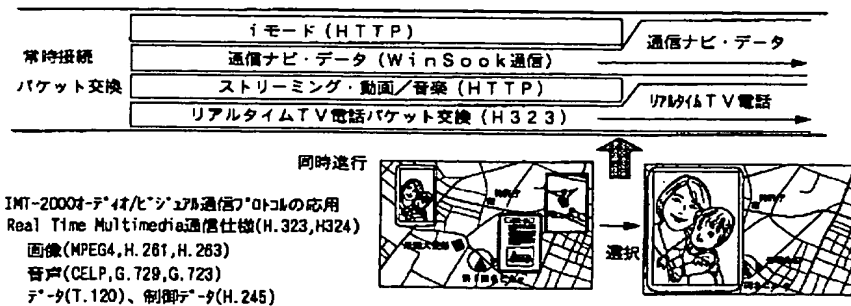 iモード(HTTP)
通信ナビ・データ(WinSook通信)
ストリーミング・動画/音楽(HTTP)
リアルタイムTV電話パケット交換(H323)
常時接続
パケット交換
通信ナビ・データ
リアルタイムTV電話
同時進行
選択
IMT-2000オーディオ/ビジュアル通信プロトコルの応用
Real Time Multimedia通信仕様(H.323,H324)
画像(MPEG4,H.261,H.263)
音声(CELP,G.729,G.723)
データ(T.120)、制御データ(H.245)